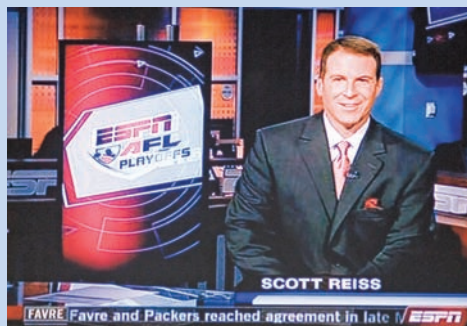 ESPN
AFL
PLAYOFFS
SCOTT REISS
FAVRE Favre and Packers reached agreement in late
ESPN